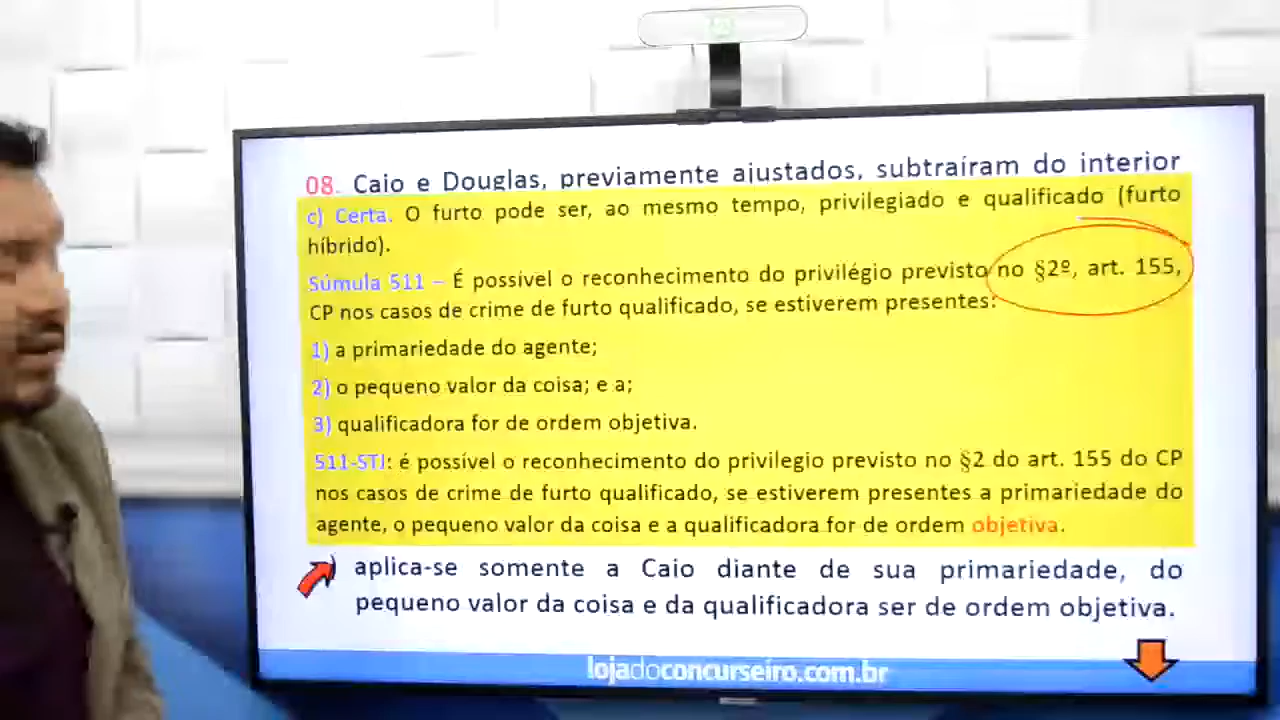 08. Caio e Douglas, previamente ajustados, subtraíram do interior
c) Certa. O furto pode ser, ao mesmo tempo, privilegiado e qualificado (furto
híbrido).
Súmula 511 – É possível o reconhecimento do privilégio previsto no §2º, art. 155,
CP nos casos de crime de furto qualificado, se estiverem presentes:
1) a primariedade do agente;
2) o pequeno valor da coisa; e a;
3) qualificadora for de ordem objetiva.
511-STJ: é possível o reconhecimento do privilegio previsto no §2 do art. 155 do CP
nos casos de crime de furto qualificado, se estiverem presentes a primariedade do
agente, o pequeno valor da coisa e a qualificadora for de ordem objetiva.
aplica-se somente a Caio diante de sua primariedade, do
pequeno valor da coisa e da qualificadora ser de ordem objetiva.
lojadoconcurseiro.com.br